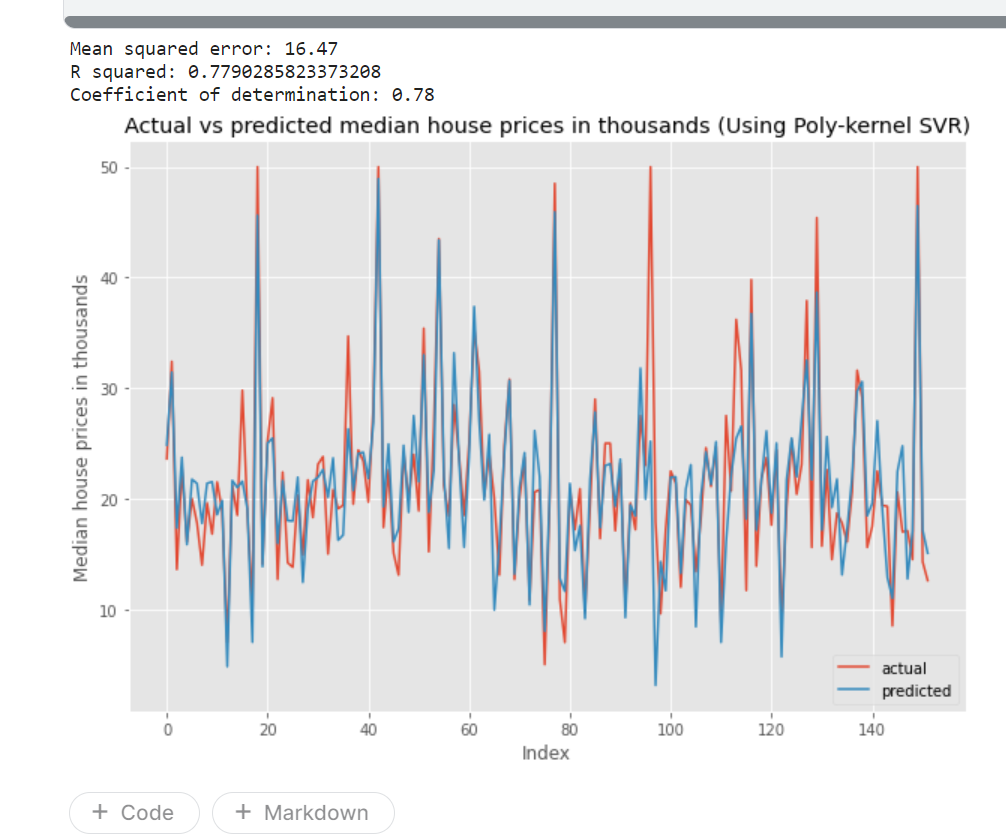 Mean squared error: 16.47
R squared: 0.7790285823373208
Coefficient of determination: 0.78
Actual vs predicted median house prices in thousands (Using Poly-kernel SVR)
Median house prices in thousands
50
40
30
20
10
actual
predicted
0 20 40 60 80 100 120 140
Index
+ Code + Markdown